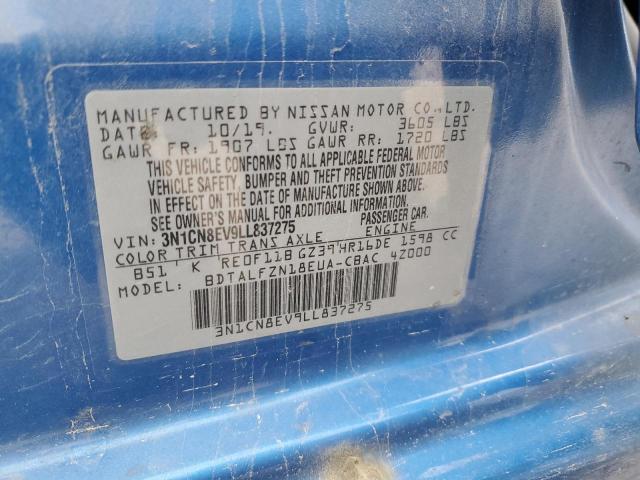 MANUFACTURED BY NISSAN MOTOR CO.,LTD.
DATE 10/19. GVWR: 3605 LBS
GAWR FR: 1907 LBS GAWR RR: 1720 LBS
THIS VEHICLE CONFORMS TO ALL APPLICABLE FEDERAL MOTOR
VEHICLE SAFETY, BUMPER AND THEFT PREVENTION STANDARDS
IN EFFECT ON THE DATE OF MANUFACTURE SHOWN ABOVE.
SEE OWNERS MANUAL FOR ADDITIONAL INFORMATION.
VIN: 3N1CN8EV9LL837275 PASSENGER CAR.
COLOR TRIM TRANS AXLE ENGINE
B51 K RE0F11B GZ39 HR16DE 1598 CC
MODEL: BDTALFZN18EUA-CBAC 4Z000
3N1CN8EV9LL837275